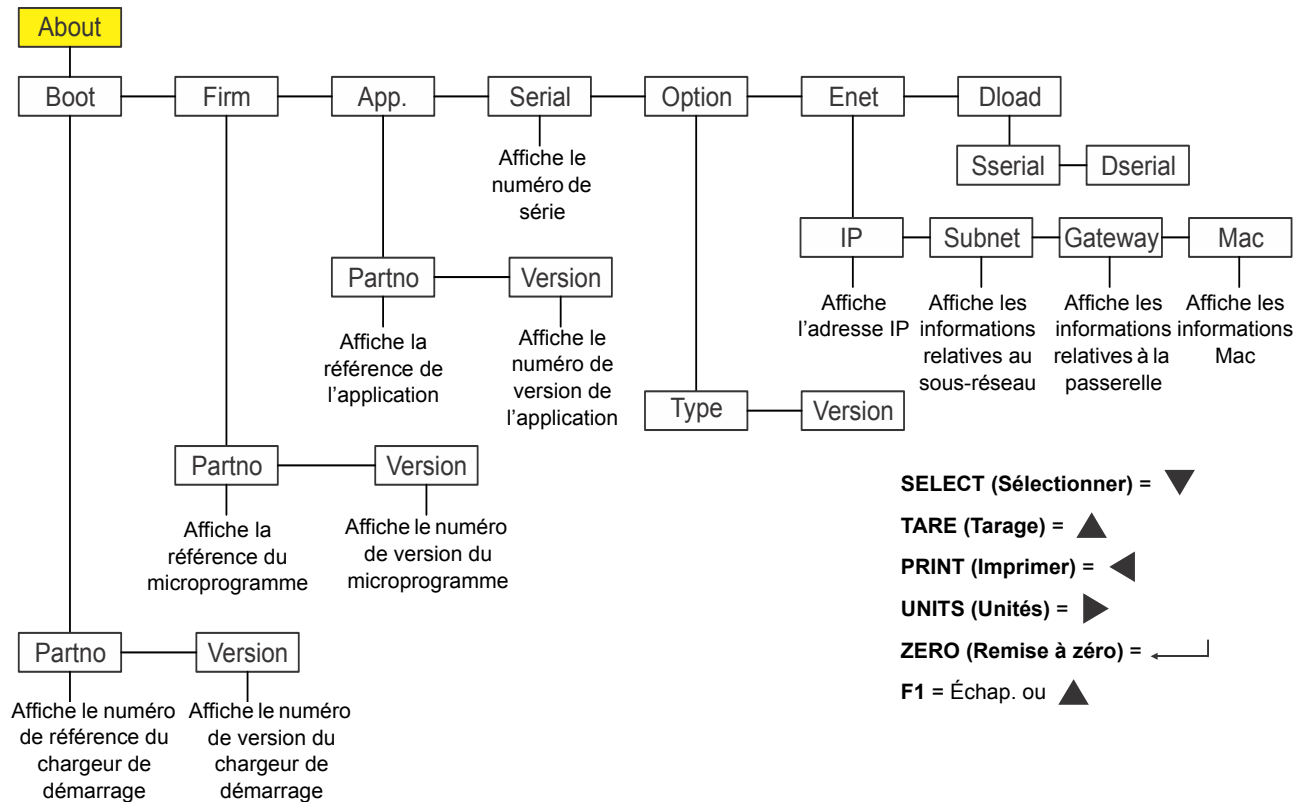 About
Boot
Firm
App.
Serial
Option
Enet
Dload
Affiche le
numéro de
série
Sserial
Dserial
IP
Subnet
Gateway
Mac
Affiche
l’adresse IP
Affiche les
informations
relatives au
sous-réseau
Affiche les
informations
relatives à la
passerelle
Affiche les
informations
Mac
Partno
Version
Affiche la
référence de
l’application
Affiche le
numéro de
version de
l’application
Type
Version
Partno
Version
Affiche la
référence du
microprogramme
Affiche le numéro
de version du
microprogramme
SELECT (Sélectionner) = ▼
TARE (Tarage) = ▲
PRINT (Imprimer) = ◀
UNITS (Unités) = ▶
ZERO (Remise à zéro) = ↵
F1 = Échap. ou ▲
Partno
Version
Affiche le numéro
de référence du
chargeur de
démarrage
Affiche le numéro
de version du
chargeur de
démarrage